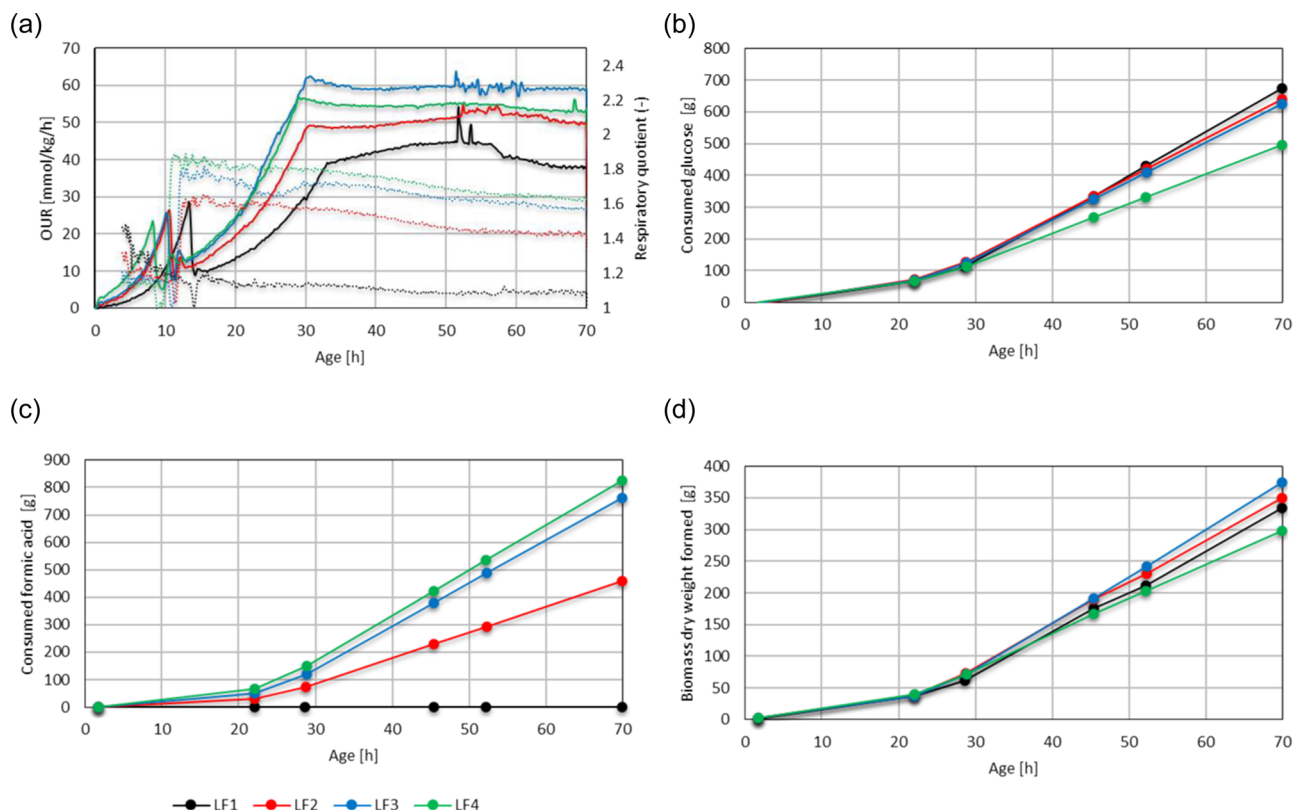 (a)
70
60
50
40
30
20
10
0
OUR [mmol/kg/h]
2.4
2.2
2
1.8
1.6
1.4
1.2
1
Respiratory quotient (-)
0 10 20 30 40 50 60 70
Age [h]
(b)
800
700
600
500
400
300
200
100
0
Consumed glucose [g]
0 10 20 30 40 50 60 70
Age [h]
(c)
900
800
700
600
500
400
300
200
100
0
Consumed formic acid [g]
0 10 20 30 40 50 60 70
Age [h]
(d)
400
350
300
250
200
150
100
50
0
Biomass dry weight formed [g]
0 10 20 30 40 50 60 70
Age [h]
LF1 LF2 LF3 LF4